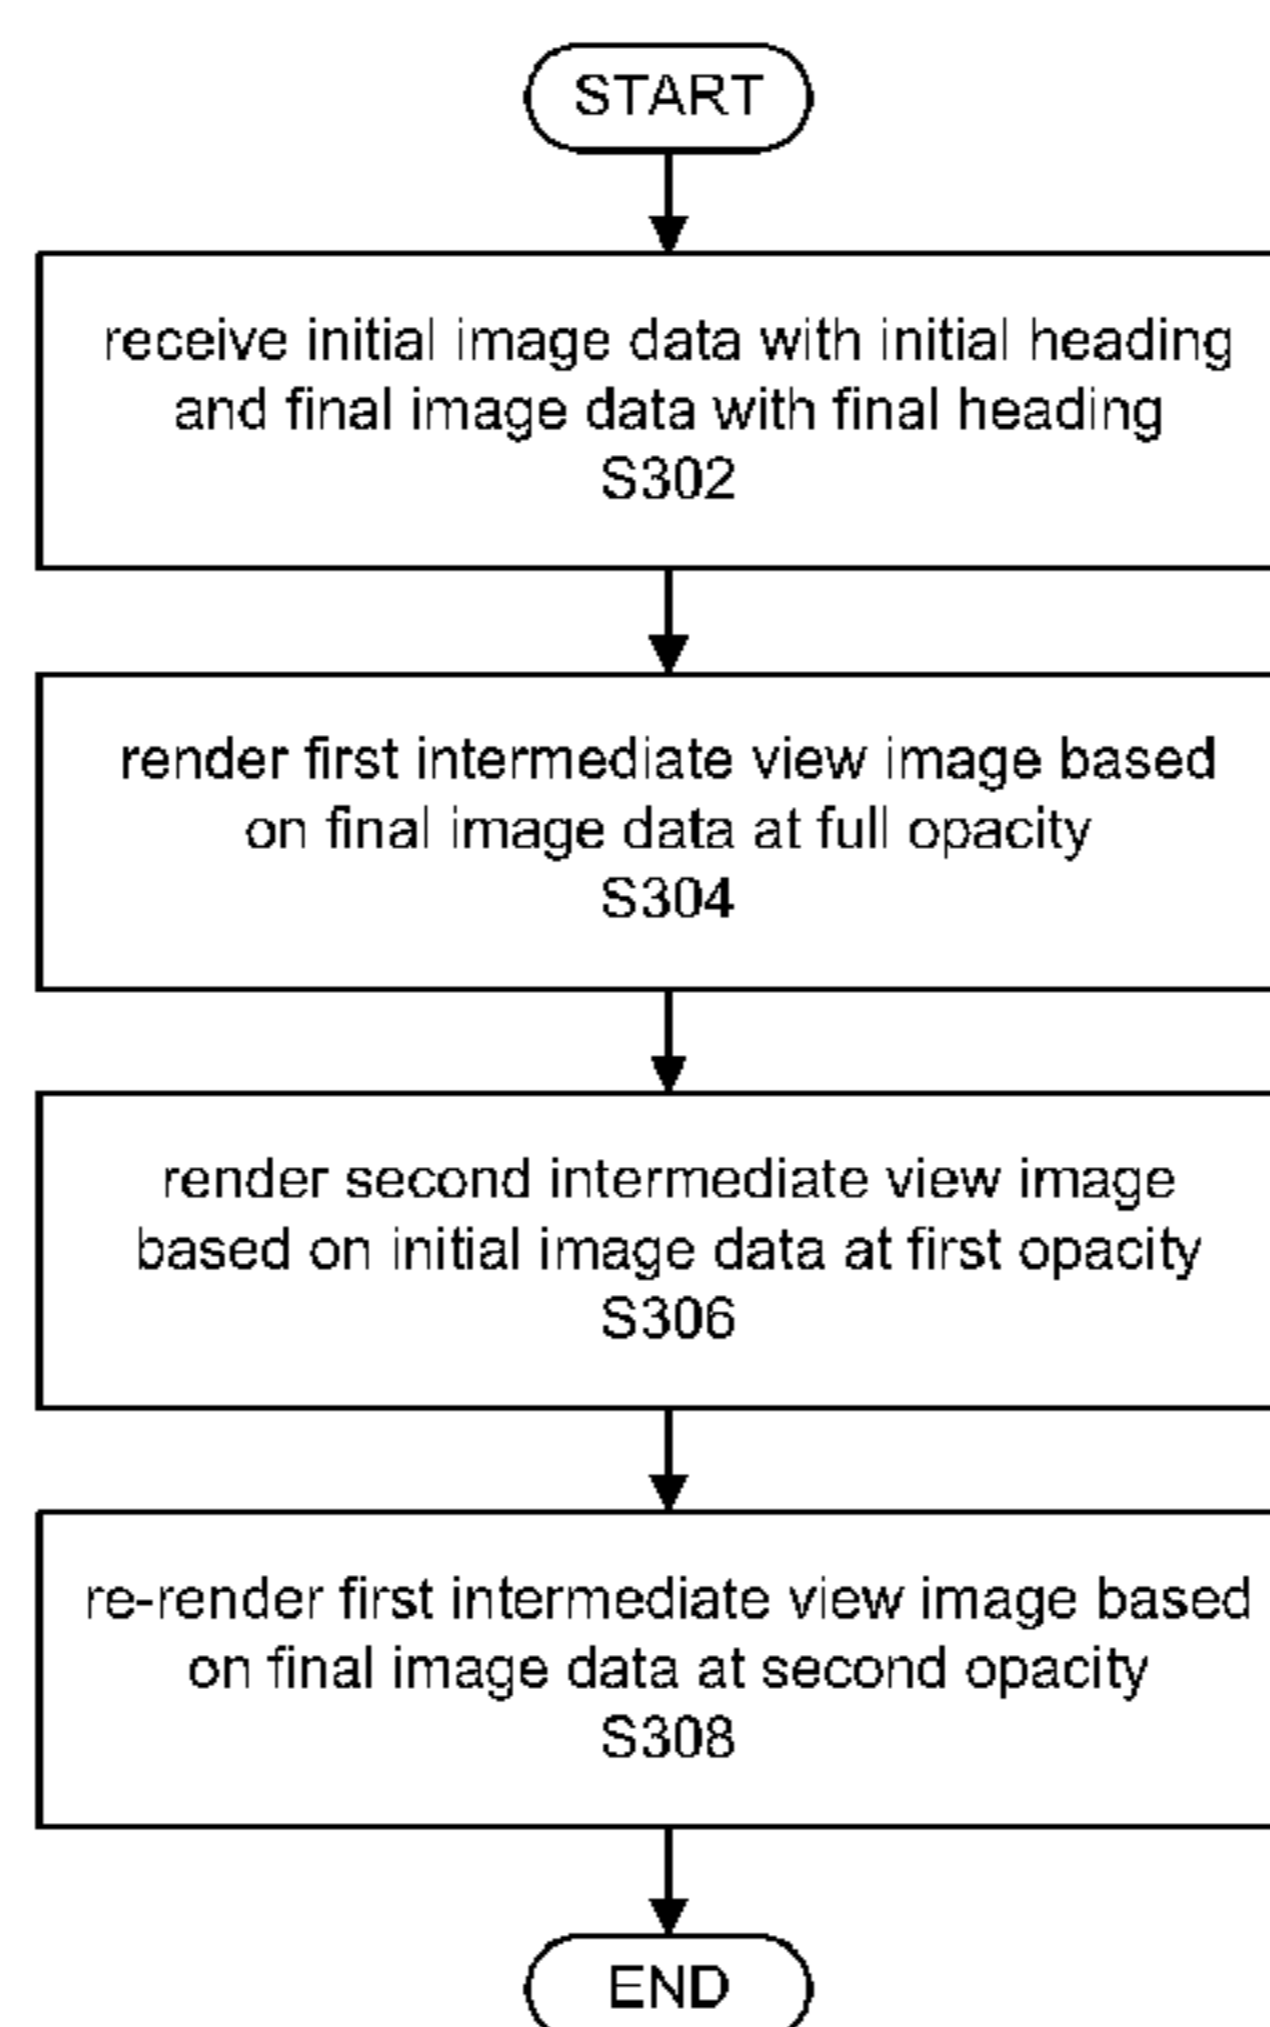 START
receive initial image data with initial heading
and final image data with final heading
S302
render first intermediate view image based
on final image data at full opacity
S304
render second intermediate view image
based on initial image data at first opacity
S306
re-render first intermediate view image based
on final image data at second opacity
S308
END